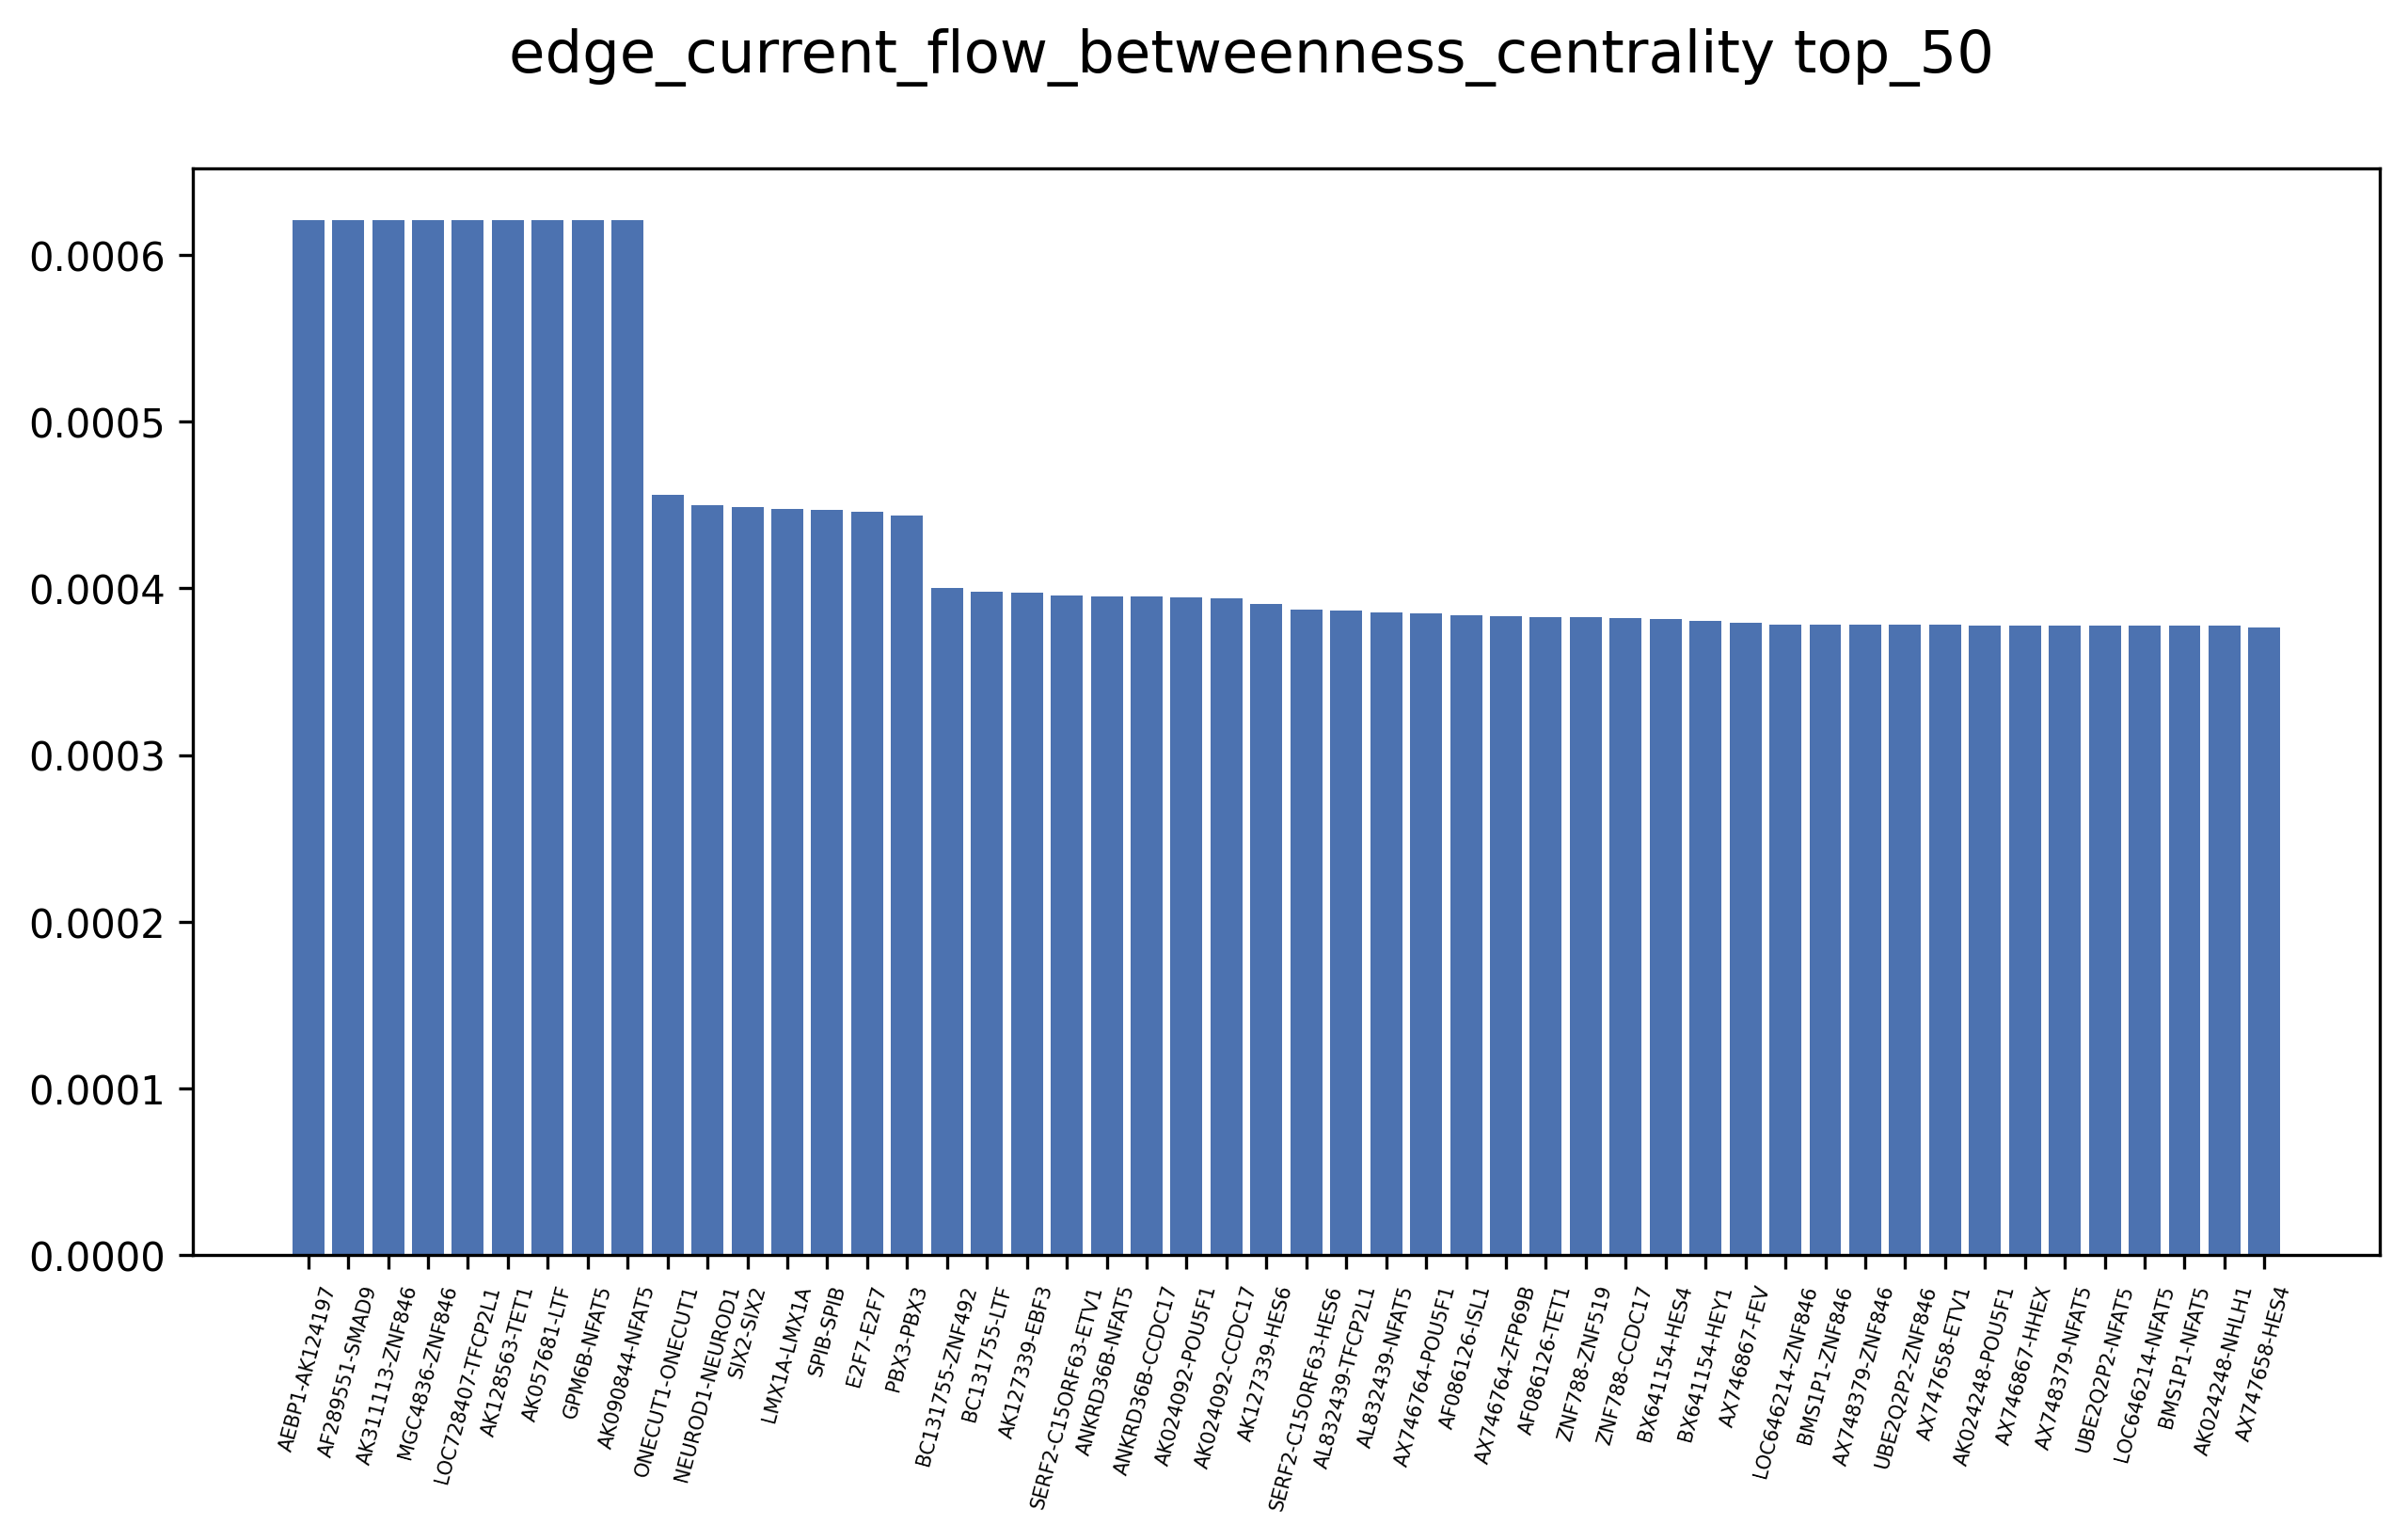 edge_current_flow_betweenness_centrality top_50
0.0006
0.0005
0.0004
0.0003
0.0002
0.0001
0.0000
AEBP1-AK124197
AF289551-SMAD9
AK311113-ZNF846
MGC4836-ZNF846
LOC728407-TFCP2L1
AK128563-TET1
AK057681-LTF
GPM6B-NFAT5
AK090844-NFAT5
ONECUT1-ONECUT1
NEUROD1-NEUROD1
SIX2-SIX2
LMX1A-LMX1A
SPIB-SPIB
E2F7-E2F7
PBX3-PBX3
BC131755-ZNF492
BC131755-LTF
AK127339-EBF3
SERF2-C15ORF63-ETV1
ANKRD36B-NFAT5
ANKRD36B-CCDC17
AK024092-POU5F1
AK024092-CCDC17
AK127339-HES6
SERF2-C15ORF63-HES6
AL832439-TFCP2L1
AL832439-NFAT5
AX746764-POU5F1
AF086126-ISL1
AX746764-ZFP69B
AF086126-TET1
ZNF788-ZNF519
ZNF788-CCDC17
BX641154-HES4
BX641154-HEY1
AX746867-FEV
LOC646214-ZNF846
BMS1P1-ZNF846
AX748379-ZNF846
UBE2Q2P2-ZNF846
AX747658-ETV1
AK024248-POU5F1
AX746867-HHEX
AX748379-NFAT5
UBE2Q2P2-NFAT5
LOC646214-NFAT5
BMS1P1-NFAT5
AK024248-NHLH1
AX747658-HES4